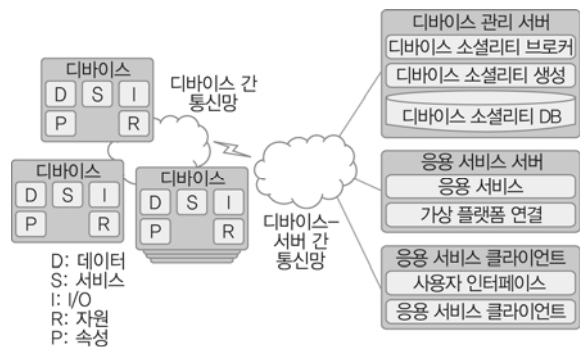 디바이스
D S I
P R
디바이스
D S I
P R
디바이스
D S I
P R
디바이스 간
통신망
디바이스-
서버 간
통신망
D: 데이터
S: 서비스
I: I/O
R: 자원
P: 속성
디바이스 관리 서버
디바이스 소셜리티 브로커
디바이스 소셜리티 생성
디바이스 소셜리티 DB
응용 서비스 서버
응용 서비스
가상 플랫폼 연결
응용 서비스 클라이언트
사용자 인터페이스
응용 서비스 클라이언트